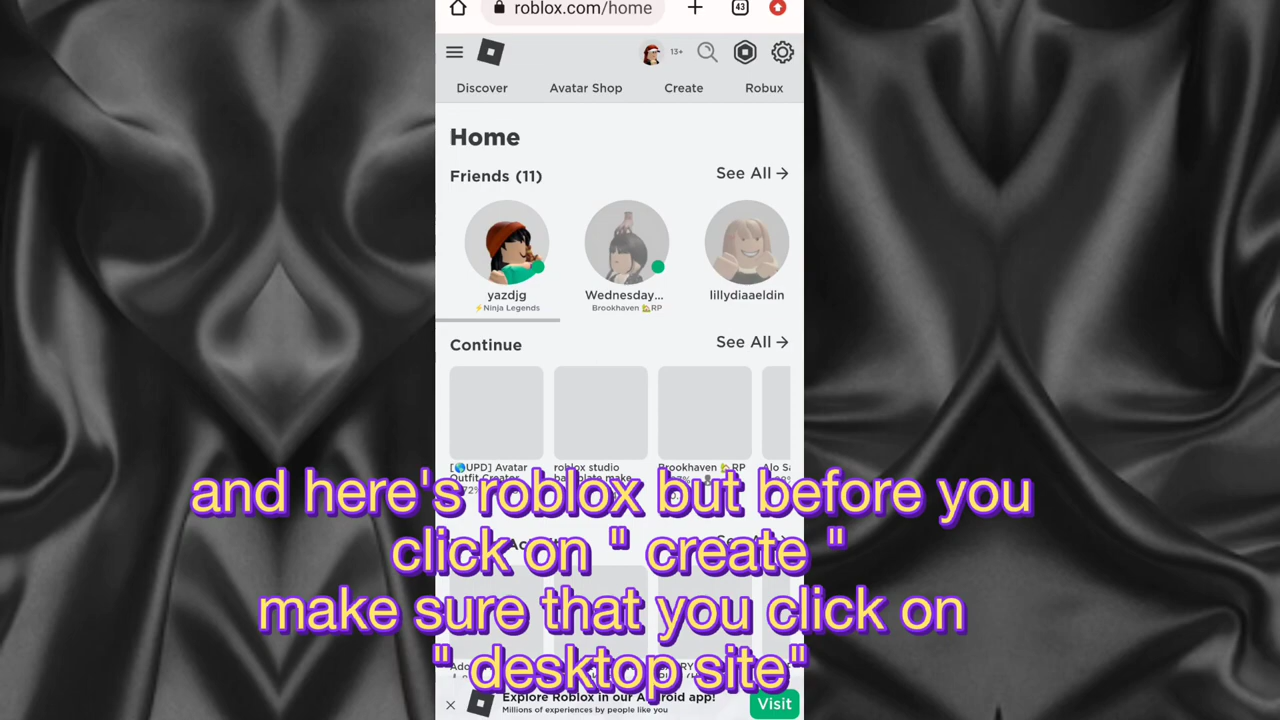 roblox.com/home
43
13+
Discover Avatar Shop Create Robux
Home
Friends (11) See All →
yazdjg Wednesday... lillydiaaeldin
⚡Ninja Legends Brookhaven 🏡RP
Continue See All →
[🌎UPD] Avatar roblox studio Brookhaven 🏡RP
and here's roblox but before you
click on " create "
make sure that you click on
" desktop site"
Explore Roblox in our Android app!
Millions of experiences by people like you
Visit